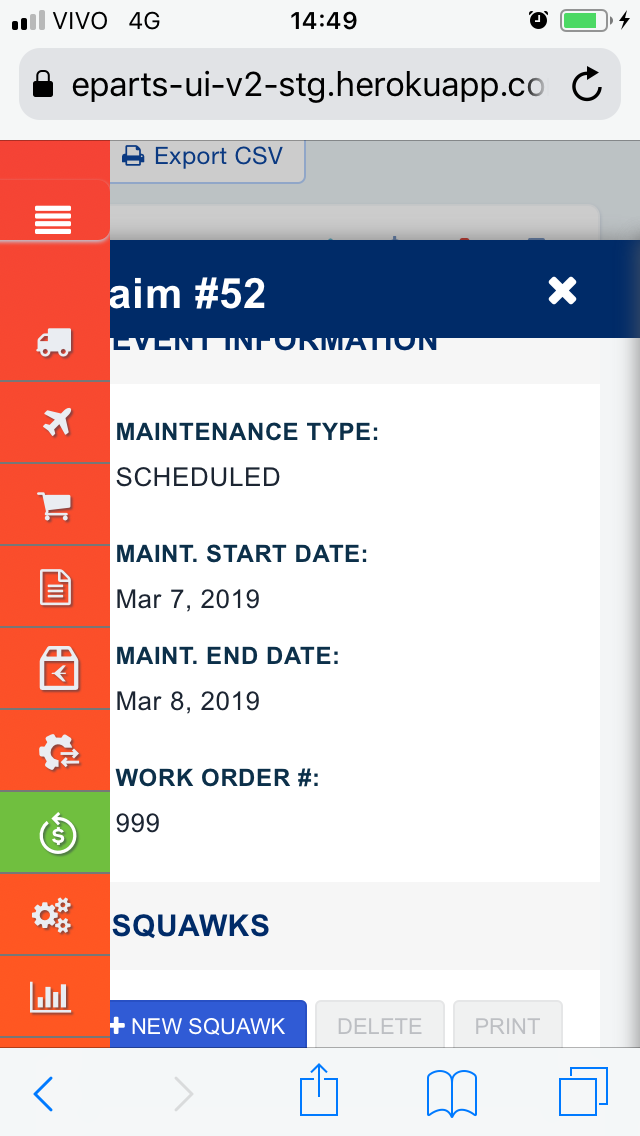 VIVO 4G 14:49
eparts-ui-v2-stg.herokuapp.co
Export CSV
aim #52
EVENT INFORMATION
MAINTENANCE TYPE:
SCHEDULED
MAINT. START DATE:
Mar 7, 2019
MAINT. END DATE:
Mar 8, 2019
WORK ORDER #:
999
SQUAWKS
+ NEW SQUAWK DELETE PRINT